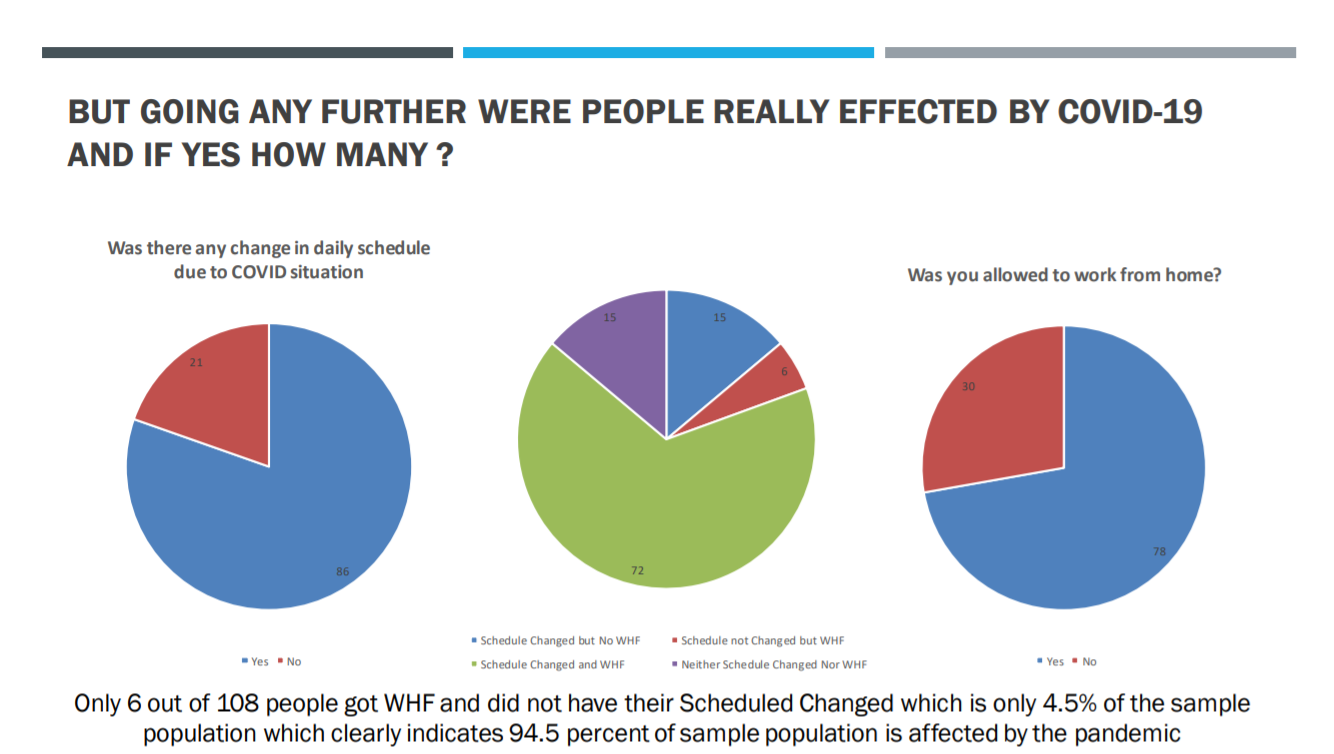 BUT GOING ANY FURTHER WERE PEOPLE REALLY EFFECTED BY COVID-19
AND IF YES HOW MANY ?
Was there any change in daily schedule
due to COVID situation
21
86
Yes No
15
15
6
72
Schedule Changed but No WHF Schedule not Changed but WHF
Schedule Changed and WHF Neither Schedule Changed Nor WHF
Was you allowed to work from home?
30
78
Yes No
Only 6 out of 108 people got WHF and did not have their Scheduled Changed which is only 4.5% of the sample
population which clearly indicates 94.5 percent of sample population is affected by the pandemic